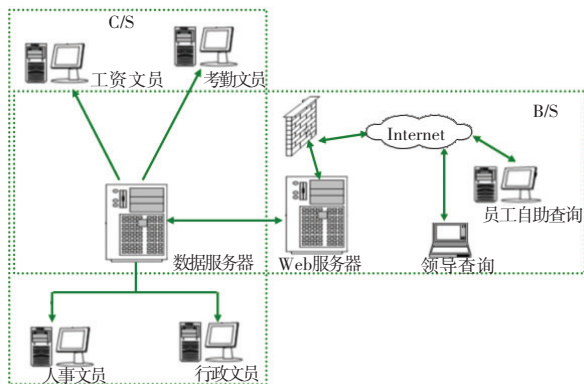 C/S
工资文员
考勤文员
B/S
Internet
员工自助查询
数据服务器
Web服务器
领导查询
人事文员
行政文员